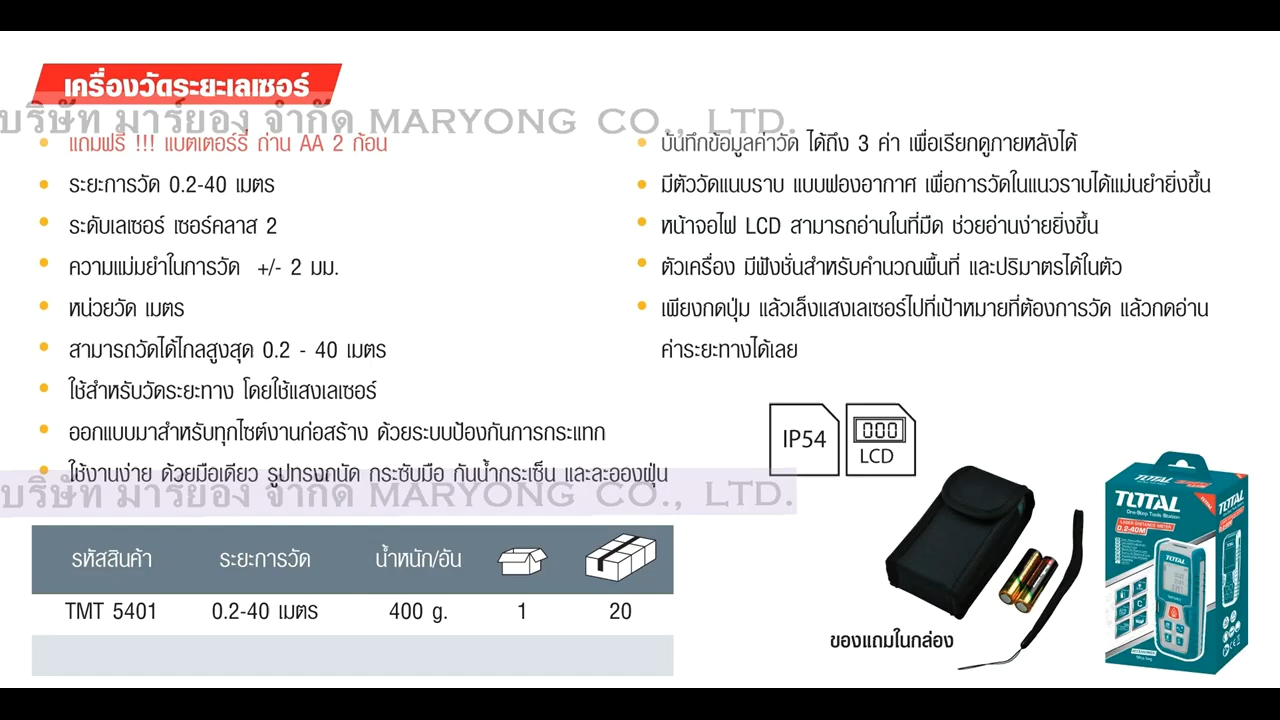 เครื่องวัดระยะเลเซอร์
บริษัท มาร์ยอง จำกัด MARYONG CO., LTD.
แถมฟรี !!! แบตเตอร์รี่ ถ่าน AA 2 ก้อน
ระยะการวัด 0.2-40 เมตร
ระดับเลเซอร์ เซอร์คลาส 2
ความแม่มยำในการวัด +/- 2 มม.
หน่วยวัด เมตร
สามารถวัดได้ไกลสูงสุด 0.2 - 40 เมตร
ใช้สำหรับวัดระยะทาง โดยใช้แสงเลเซอร์
ออกแบบมาสำหรับทุกไซต์งานก่อสร้าง ด้วยระบบป้องกันการกระแทก
ใช้งานง่าย ด้วยมือเดียว รูปทรงถนัด กระชับมือ กันน้ำกระเซ็น และละอองฝุ่น
บริษัท มาร์ยอง จำกัด MARYONG CO., LTD.
บันทึกข้อมูลค่าวัด ได้ถึง 3 ค่า เพื่อเรียกดูภายหลังได้
มีตัววัดแนบราบ แบบฟองอากาศ เพื่อการวัดในแนวราบได้แม่นยำยิ่งขึ้น
หน้าจอไฟ LCD สามารถอ่านในที่มืด ช่วยอ่านง่ายยิ่งขึ้น
ตัวเครื่อง มีฟังชั่นสำหรับคำนวณพื้นที่ และปริมาตรได้ในตัว
เพียงกดปุ่ม แล้วเล็งแสงเลเซอร์ไปที่เป้าหมายที่ต้องการวัด แล้วกดอ่าน
ค่าระยะทางได้เลย
IP54
000
LCD
รหัสสินค้า ระยะการวัด น้ำหนัก/อัน
TMT 5401 0.2-40 เมตร 400 g. 1 20
ของแถมในกล่อง
TOTAL
One-Stop Tools Station
LASER DISTANCE METER
0.2-40M
TOTAL
TOTAL
TOTAL